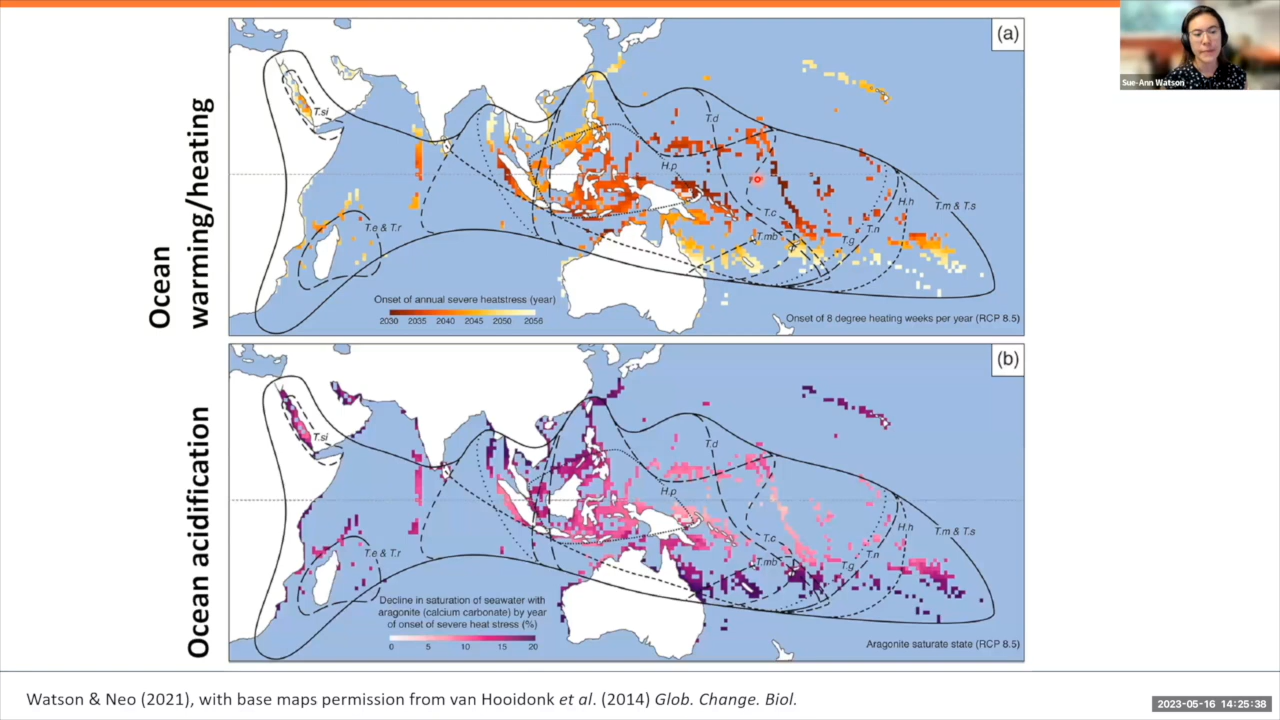 Ocean
warming/heating
(a)
T.si
T.d
H.p
T.c
T.mb
T.g
T.n
H.h
T.m & T.s
T.e & T.r
Onset of annual severe heatstress (year)
2030 2035 2040 2045 2050 2056
Onset of 8 degree heating weeks per year (RCP 8.5)
Sue-Ann Watson
Ocean acidification
(b)
T.si
T.d
H.p
T.c
T.mb
T.g
T.n
H.h
T.m & T.s
T.e & T.r
Decline in saturation of seawater with
aragonite (calcium carbonate) by year
of onset of severe heat stress (%)
0 5 10 15 20
Aragonite saturate state (RCP 8.5)
Watson & Neo (2021), with base maps permission from van Hooidonk et al. (2014) Glob. Change. Biol.
2023-05-16 14:25:38